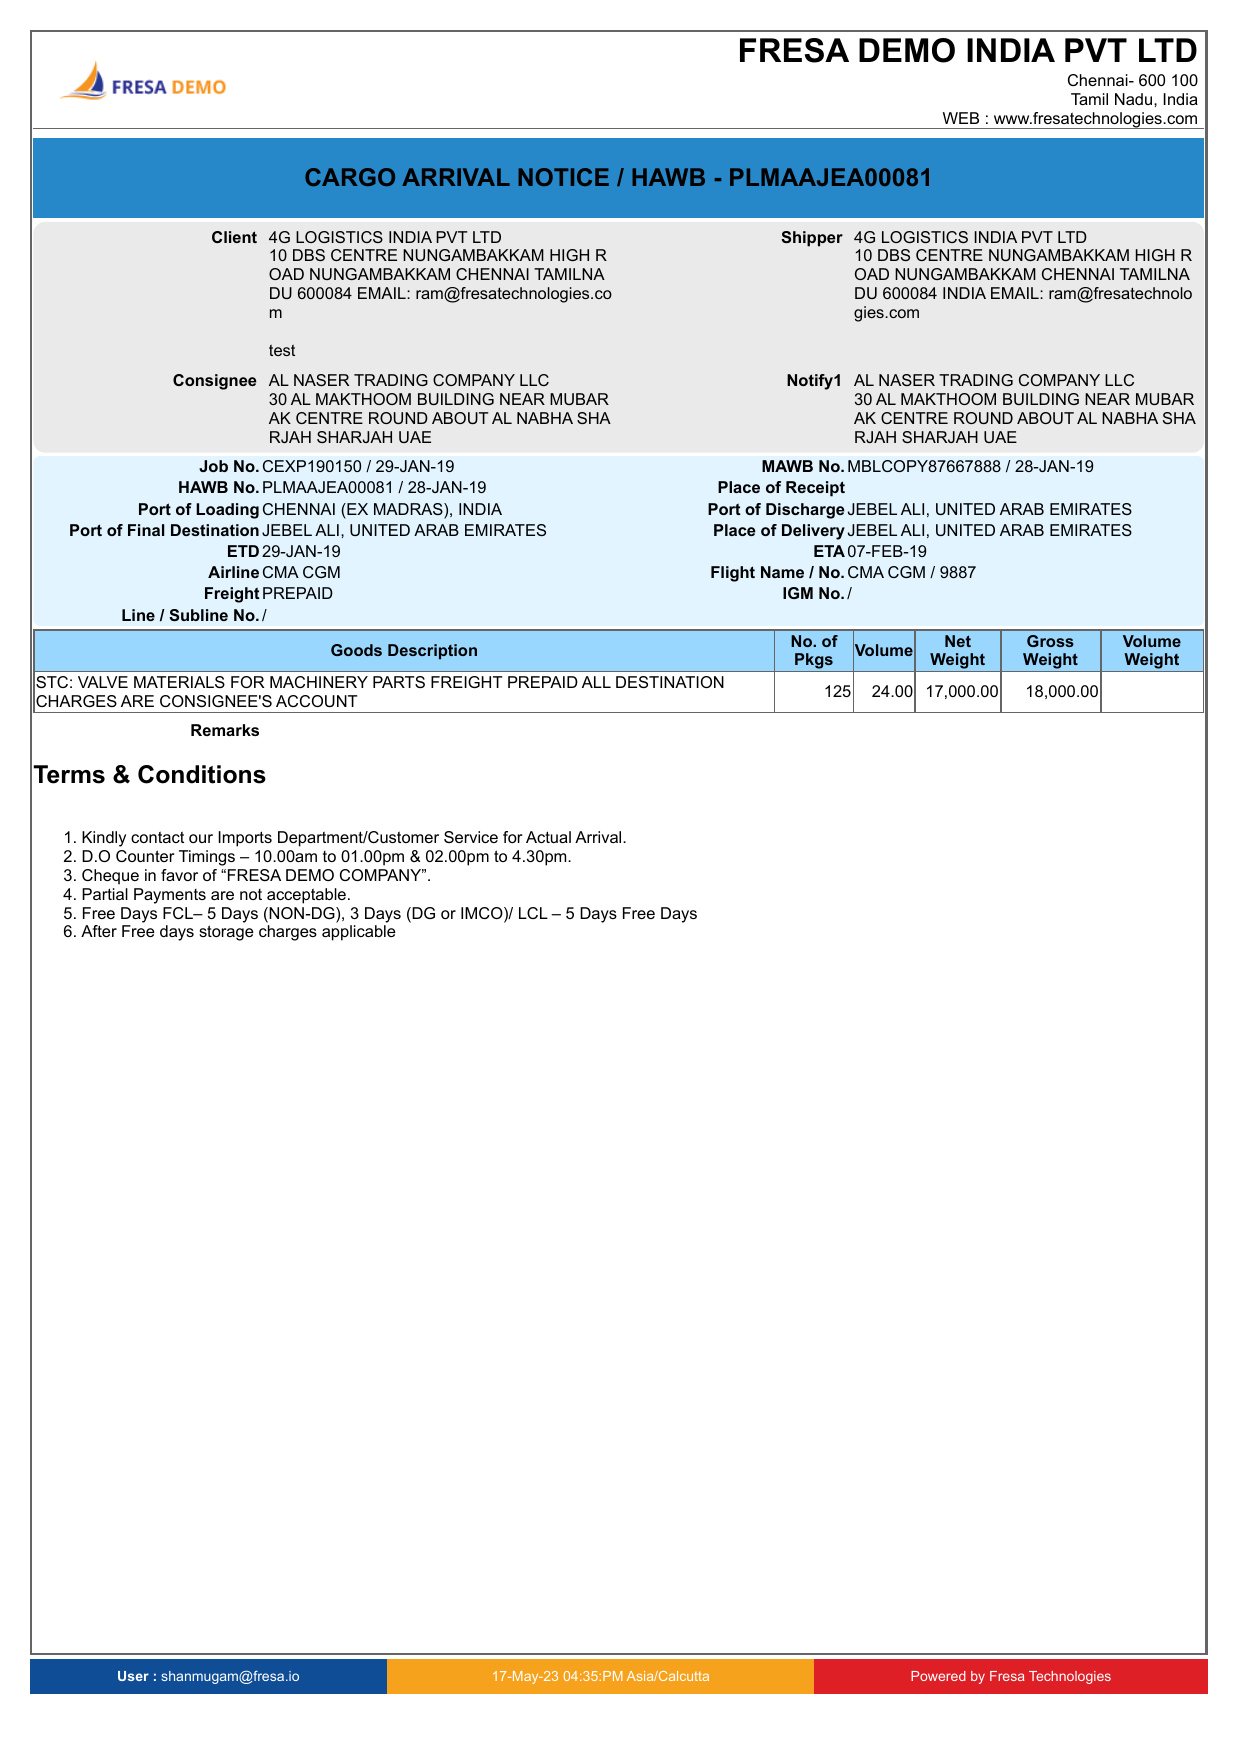 FRESA DEMO
FRESA DEMO INDIA PVT LTD
Chennai- 600 100
Tamil Nadu, India
WEB : www.fresatechnologies.com
CARGO ARRIVAL NOTICE / HAWB - PLMAAJEA00081
Client 4G LOGISTICS INDIA PVT LTD
10 DBS CENTRE NUNGAMBAKKAM HIGH R
OAD NUNGAMBAKKAM CHENNAI TAMILNA
DU 600084 EMAIL: ram@fresatechnologies.co
m
test
Shipper 4G LOGISTICS INDIA PVT LTD
10 DBS CENTRE NUNGAMBAKKAM HIGH R
OAD NUNGAMBAKKAM CHENNAI TAMILNA
DU 600084 INDIA EMAIL: ram@fresatechnolo
gies.com
Consignee AL NASER TRADING COMPANY LLC
30 AL MAKTHOOM BUILDING NEAR MUBAR
AK CENTRE ROUND ABOUT AL NABHA SHA
RJAH SHARJAH UAE
Notify1 AL NASER TRADING COMPANY LLC
30 AL MAKTHOOM BUILDING NEAR MUBAR
AK CENTRE ROUND ABOUT AL NABHA SHA
RJAH SHARJAH UAE
Job No. CEXP190150 / 29-JAN-19 MAWB No. MBLCOPY87667888 / 28-JAN-19
HAWB No. PLMAAJEA00081 / 28-JAN-19 Place of Receipt
Port of Loading CHENNAI (EX MADRAS), INDIA Port of Discharge JEBEL ALI, UNITED ARAB EMIRATES
Port of Final Destination JEBEL ALI, UNITED ARAB EMIRATES Place of Delivery JEBEL ALI, UNITED ARAB EMIRATES
ETD 29-JAN-19 ETA 07-FEB-19
Airline CMA CGM Flight Name / No. CMA CGM / 9887
Freight PREPAID IGM No. /
Line / Subline No. /
Goods Description No. of Pkgs Volume Net Weight Gross Weight Volume Weight
STC: VALVE MATERIALS FOR MACHINERY PARTS FREIGHT PREPAID ALL DESTINATION
CHARGES ARE CONSIGNEE'S ACCOUNT 125 24.00 17,000.00 18,000.00
Remarks
Terms & Conditions
1. Kindly contact our Imports Department/Customer Service for Actual Arrival.
2. D.O Counter Timings – 10.00am to 01.00pm & 02.00pm to 4.30pm.
3. Cheque in favor of “FRESA DEMO COMPANY”.
4. Partial Payments are not acceptable.
5. Free Days FCL– 5 Days (NON-DG), 3 Days (DG or IMCO)/ LCL – 5 Days Free Days
6. After Free days storage charges applicable
User : shanmugam@fresa.io 17-May-23 04:35:PM Asia/Calcutta Powered by Fresa Technologies